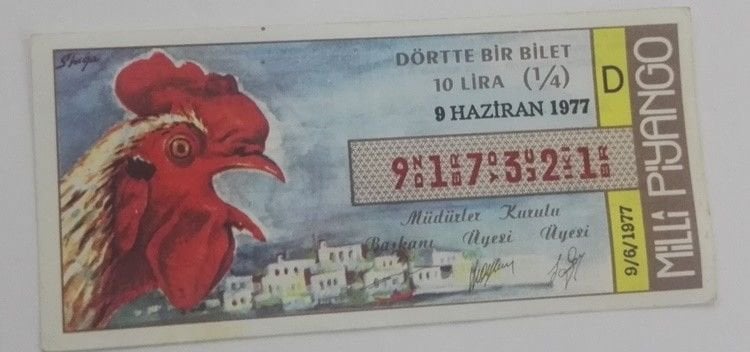 DÖRTTE BİR BİLET
10 LİRA (1/4)
9 HAZİRAN 1977
D
917321
Müdürler Kurulu
Başkanı Üyesi Üyesi
9/6/1977
MİLLİ PİYANGO